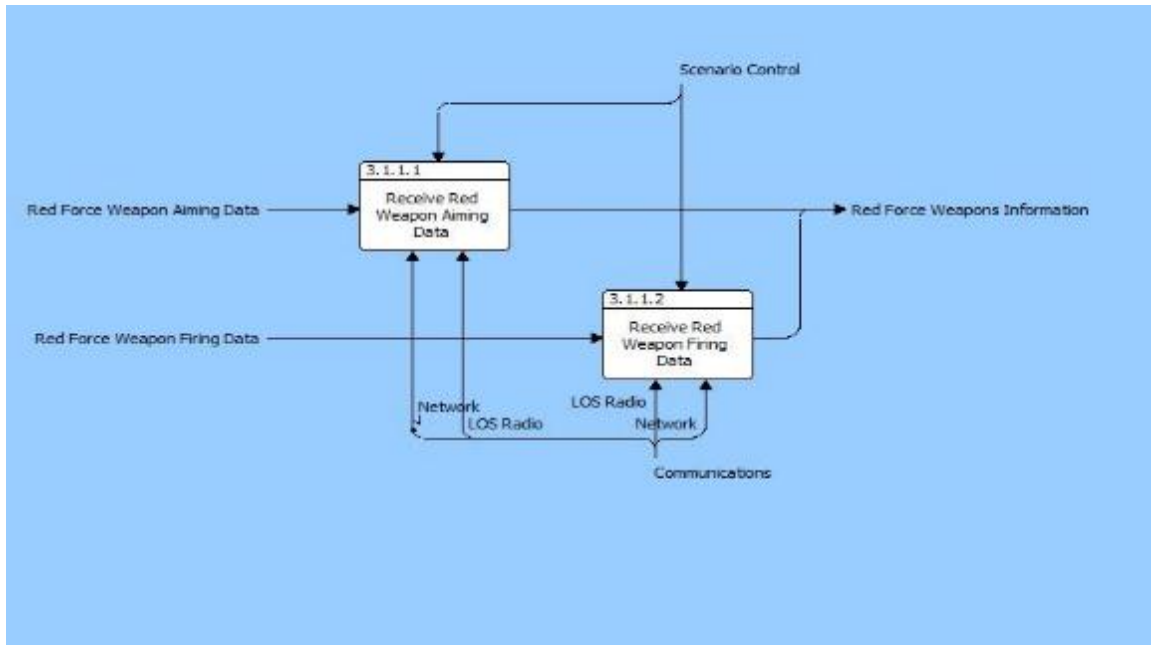 Scenario Control
3.1.1.1
Receive Red
Weapon Aiming
Data
Red Force Weapon Aiming Data
Red Force Weapons Information
3.1.1.2
Receive Red
Weapon Firing
Data
Red Force Weapon Firing Data
LOS Radio
Network
LOS Radio
Network
Communications